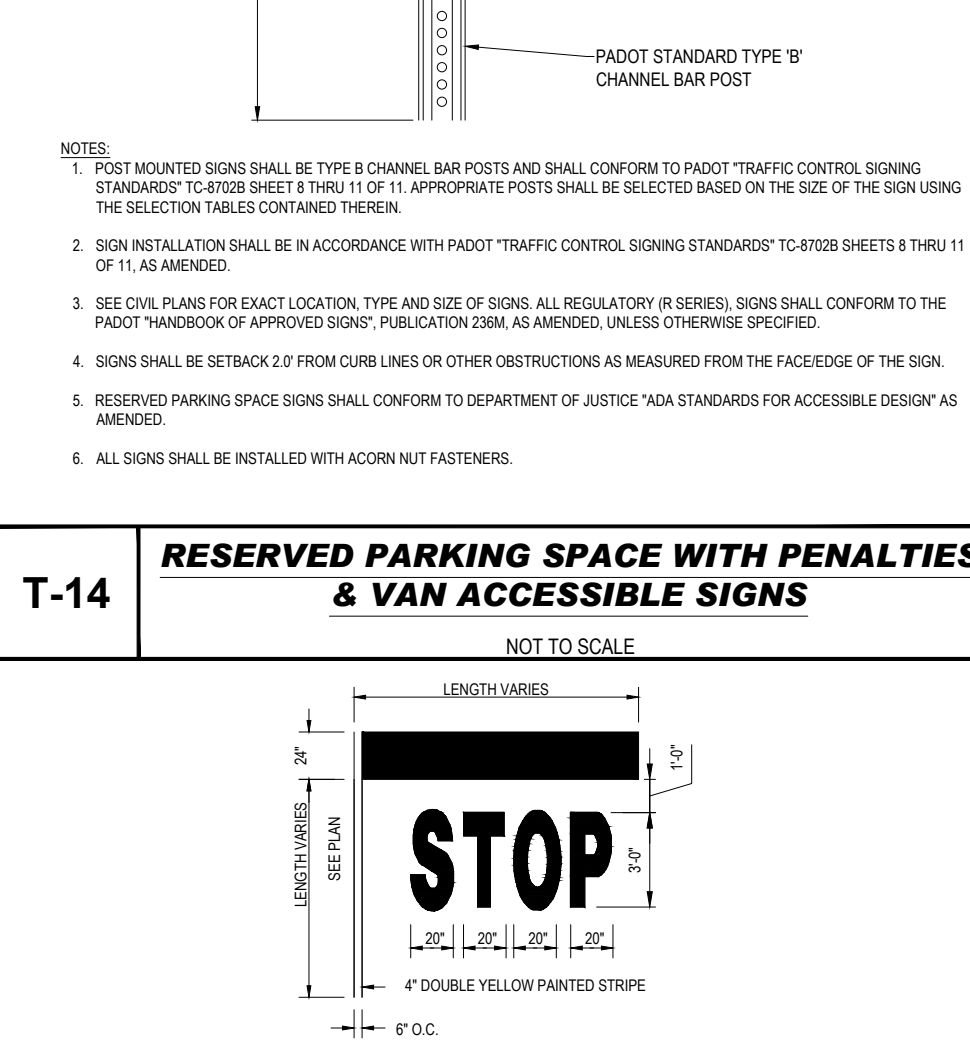 PADOT STANDARD TYPE 'B'
CHANNEL BAR POST
NOTES:
1. POST MOUNTED SIGNS SHALL BE TYPE B CHANNEL BAR POSTS AND SHALL CONFORM TO PADOT "TRAFFIC CONTROL SIGNING
STANDARDS" TC-8702B SHEET 8 THRU 11 OF 11. APPROPRIATE POSTS SHALL BE SELECTED BASED ON THE SIZE OF THE SIGN USING
THE SELECTION TABLES CONTAINED THEREIN.
2. SIGN INSTALLATION SHALL BE IN ACCORDANCE WITH PADOT "TRAFFIC CONTROL SIGNING STANDARDS" TC-8702B SHEETS 8 THRU 11
OF 11, AS AMENDED.
3. SEE CIVIL PLANS FOR EXACT LOCATION, TYPE AND SIZE OF SIGNS. ALL REGULATORY (R SERIES), SIGNS SHALL CONFORM TO THE
PADOT "HANDBOOK OF APPROVED SIGNS", PUBLICATION 236M, AS AMENDED, UNLESS OTHERWISE SPECIFIED.
4. SIGNS SHALL BE SETBACK 2.0' FROM CURB LINES OR OTHER OBSTRUCTIONS AS MEASURED FROM THE FACE/EDGE OF THE SIGN.
5. RESERVED PARKING SPACE SIGNS SHALL CONFORM TO DEPARTMENT OF JUSTICE "ADA STANDARDS FOR ACCESSIBLE DESIGN" AS
AMENDED.
6. ALL SIGNS SHALL BE INSTALLED WITH ACORN NUT FASTENERS.
T-14
RESERVED PARKING SPACE WITH PENALTIES
& VAN ACCESSIBLE SIGNS
NOT TO SCALE
LENGTH VARIES
24"
1'-0"
LENGTH VARIES
SEE PLAN
STOP
3'-0"
20" 20" 20" 20"
4" DOUBLE YELLOW PAINTED STRIPE
6" O.C.